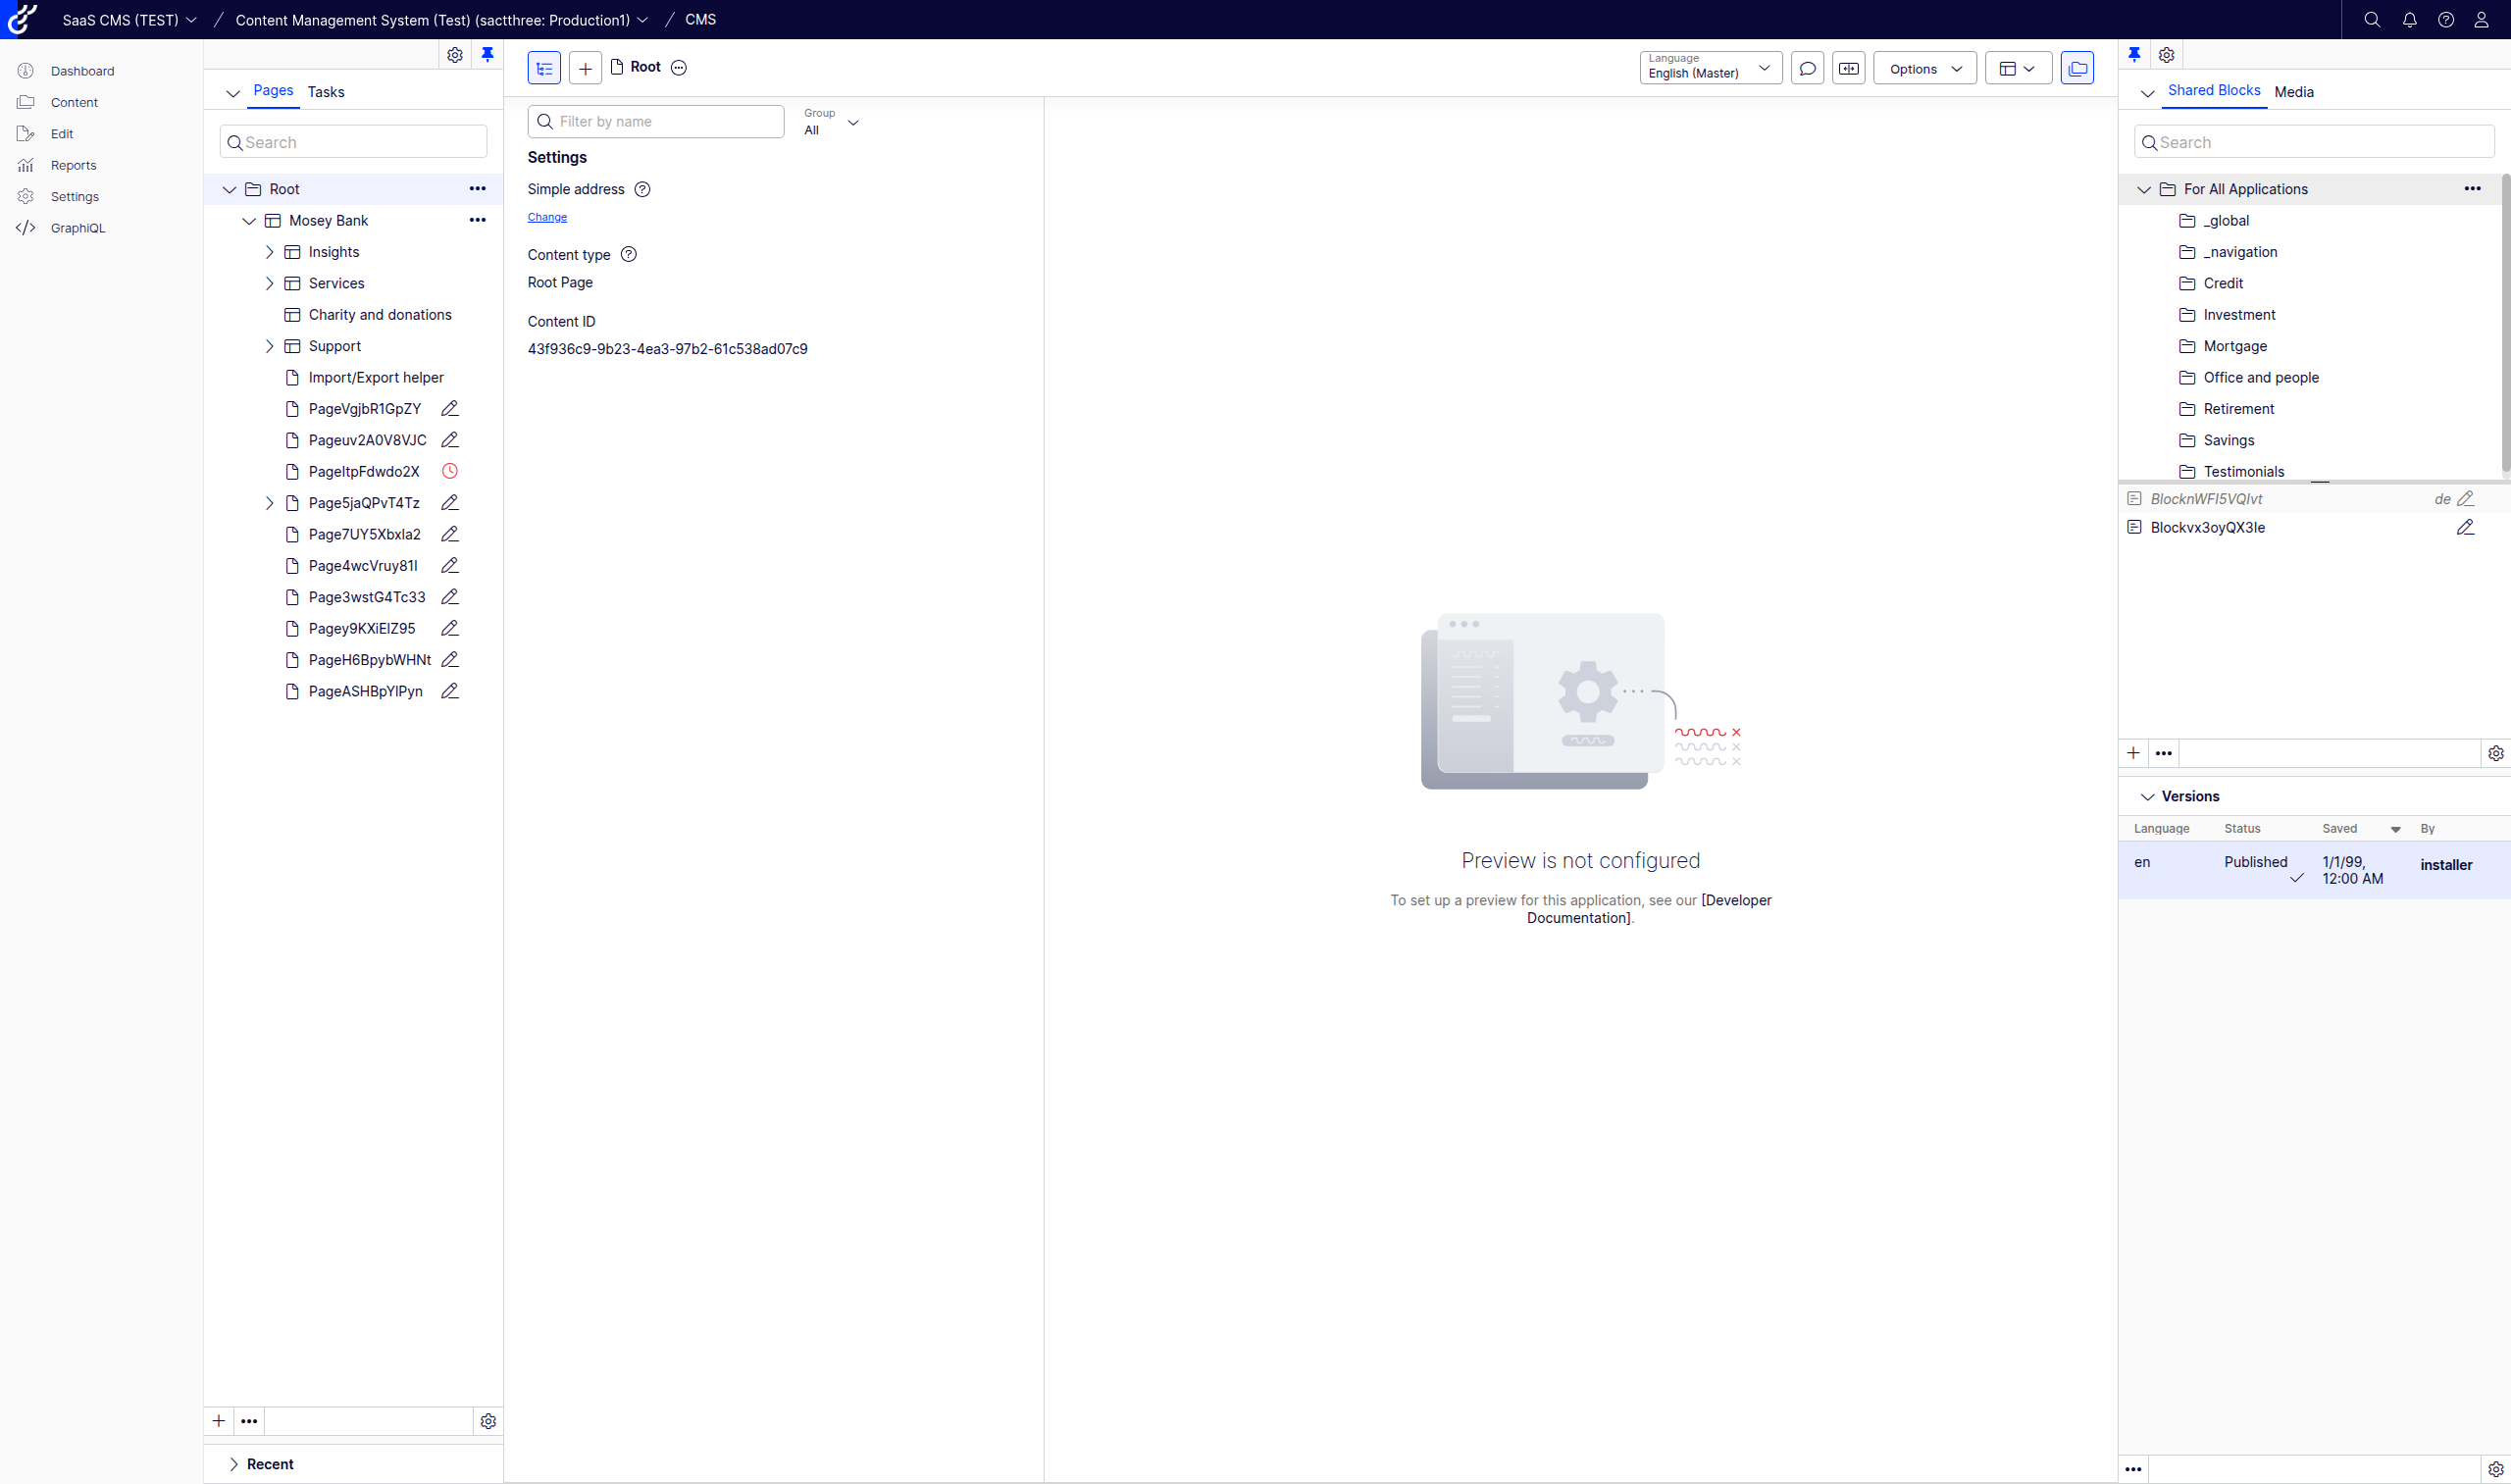 SaaS CMS (TEST) / Content Management System (Test) (sactthree: Production1) / CMS
Dashboard
Content
Edit
Reports
Settings
GraphiQL
Pages Tasks
Search
Root
Mosey Bank
Insights
Services
Charity and donations
Support
Import/Export helper
PageVgjbR1GpZY
Pageuv2A0V8VJC
PageItpFdwdo2X
Page5jaQPvT4Tz
Page7UY5Xbxla2
Page4wcVruy81I
Page3wstG4Tc33
Pagey9KXiEIZ95
PageH6BpybWHNt
PageASHBpYlPyn
Recent
Root
Language
English (Master)
Options
Filter by name
Group
All
Settings
Simple address
Change
Content type
Root Page
Content ID
43f936c9-9b23-4ea3-97b2-61c538ad07c9
Preview is not configured
To set up a preview for this application, see our [Developer
Documentation].
Shared Blocks Media
Search
For All Applications
_global
_navigation
Credit
Investment
Mortgage
Office and people
Retirement
Savings
Testimonials
BlocknWFI5VQlvt de
Blockvx3oyQX3Ie
Versions
Language Status Saved By
en Published 1/1/99, 12:00 AM installer